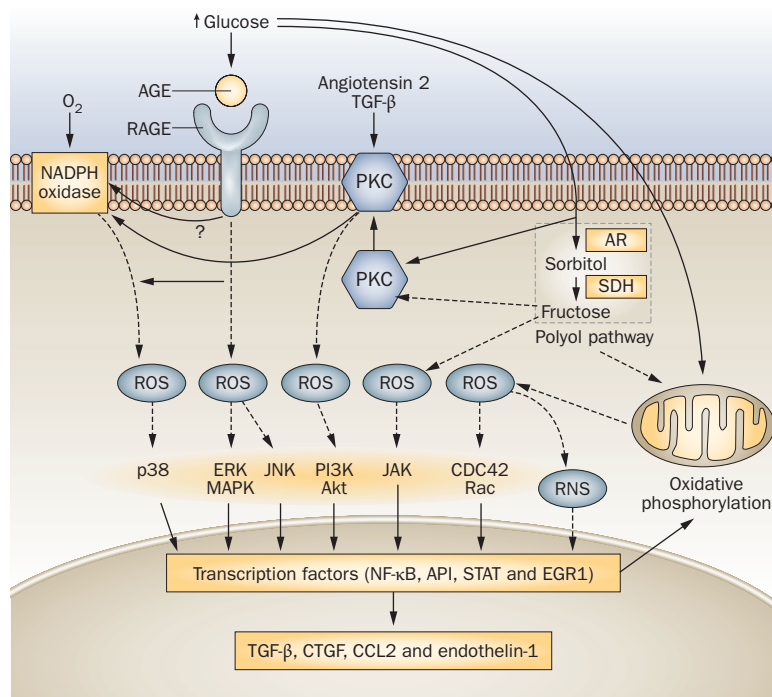 ↑ Glucose
AGE
Angiotensin 2
TGF-β
O₂
RAGE
NADPH
oxidase
PKC
?
AR
Sorbitol
PKC
SDH
Fructose
Polyol pathway
ROS
ROS
ROS
ROS
ROS
p38
ERK
MAPK
JNK
PI3K
Akt
JAK
CDC42
Rac
RNS
Oxidative
phosphorylation
Transcription factors (NF-κB, API, STAT and EGR1)
TGF-β, CTGF, CCL2 and endothelin-1